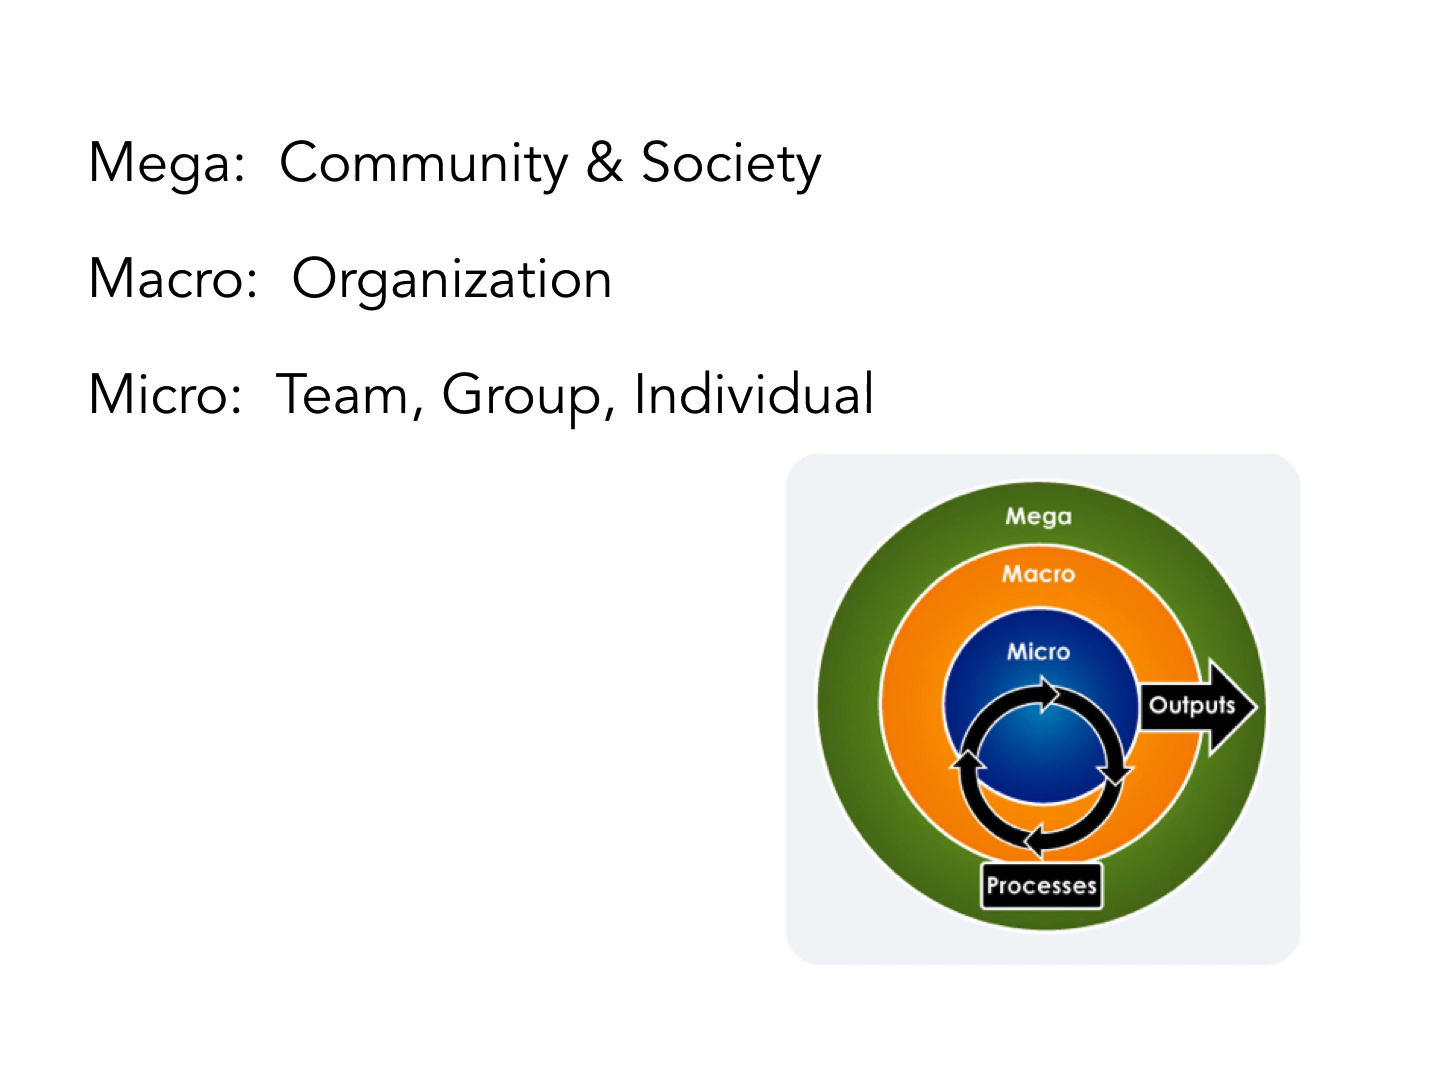 Mega:  Community & Society
Macro:  Organization
Micro:  Team, Group, Individual
Mega
Macro
Micro
Outputs
Processes